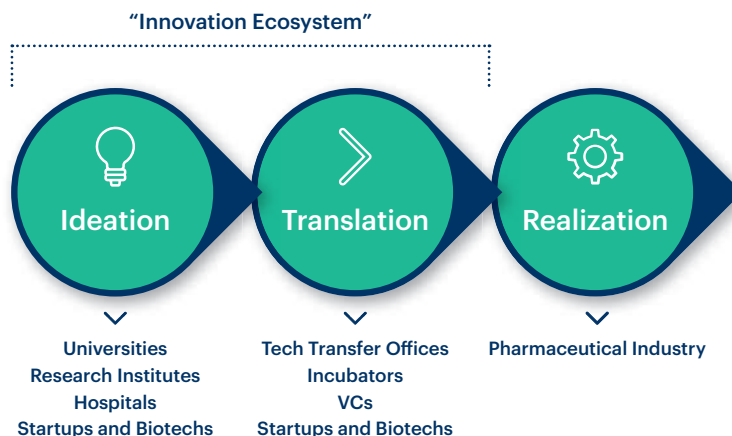 “Innovation Ecosystem”
Ideation
Translation
Realization
Universities
Research Institutes
Hospitals
Startups and Biotechs
Tech Transfer Offices
Incubators
VCs
Startups and Biotechs
Pharmaceutical Industry